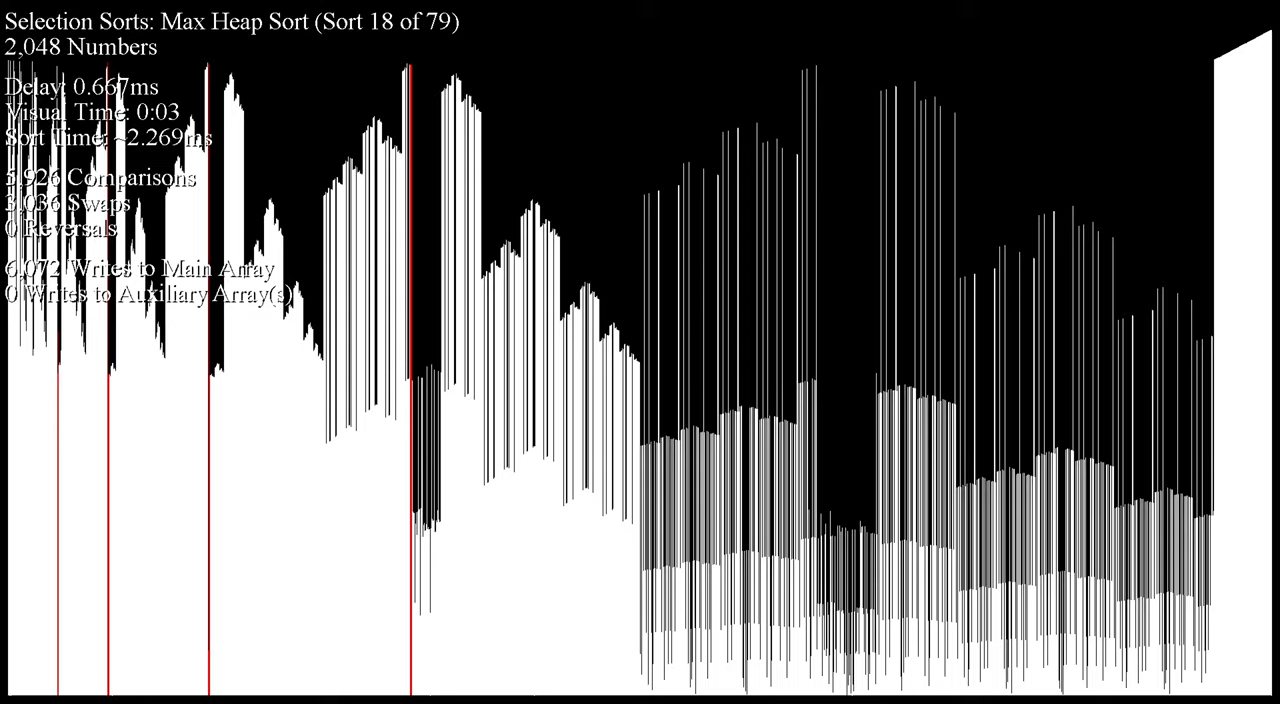 Selection Sorts: Max Heap Sort (Sort 18 of 79)
2,048 Numbers
Delay: 0.667ms
Visual Time: 0:03
Sort Time: ~2.269ms
Comparisons
3,036 Swaps
0 Reversals
6,072 Writes to Main Array
0 Writes to Auxiliary Array(s)